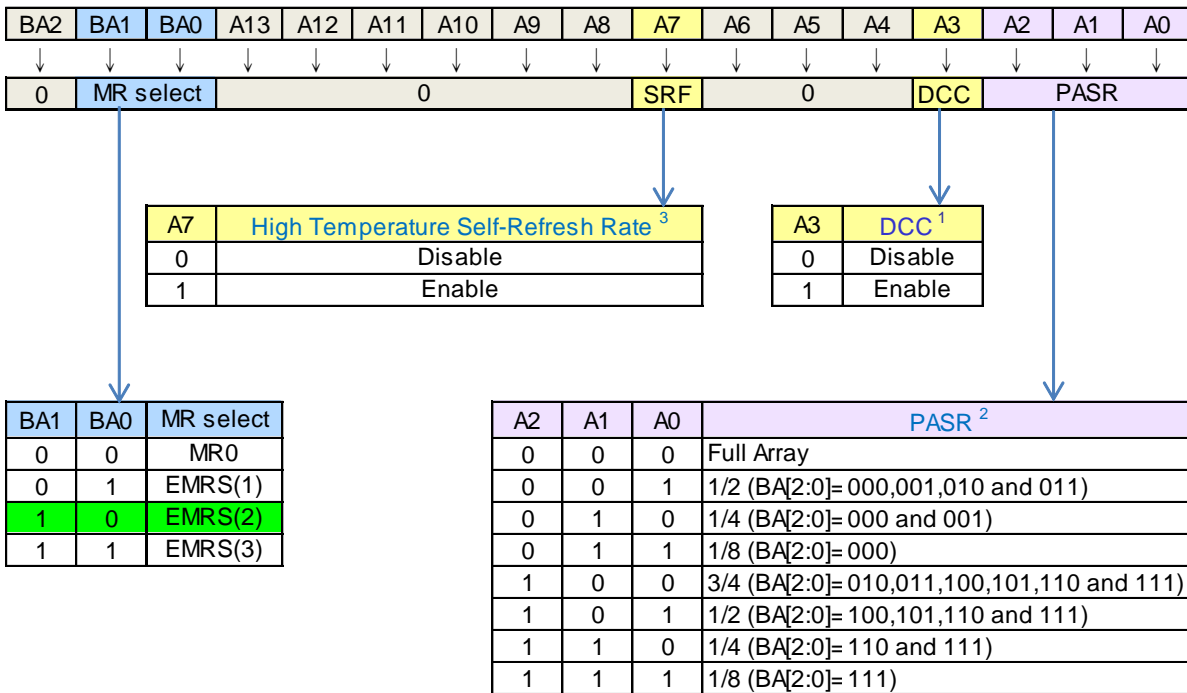 BA2 BA1 BA0 A13 A12 A11 A10 A9 A8 A7 A6 A5 A4 A3 A2 A1 A0
0 MR select 0 SRF 0 DCC PASR
A7 High Temperature Self-Refresh Rate 3
0 Disable
1 Enable
A3 DCC 1
0 Disable
1 Enable
BA1 BA0 MR select
0 0 MR0
0 1 EMRS(1)
1 0 EMRS(2)
1 1 EMRS(3)
A2 A1 A0 PASR 2
0 0 0 Full Array
0 0 1 1/2 (BA[2:0]=000,001,010 and 011)
0 1 0 1/4 (BA[2:0]=000 and 001)
0 1 1 1/8 (BA[2:0]=000)
1 0 0 3/4 (BA[2:0]=010,011,100,101,110 and 111)
1 0 1 1/2 (BA[2:0]=100,101,110 and 111)
1 1 0 1/4 (BA[2:0]=110 and 111)
1 1 1 1/8 (BA[2:0]=111)